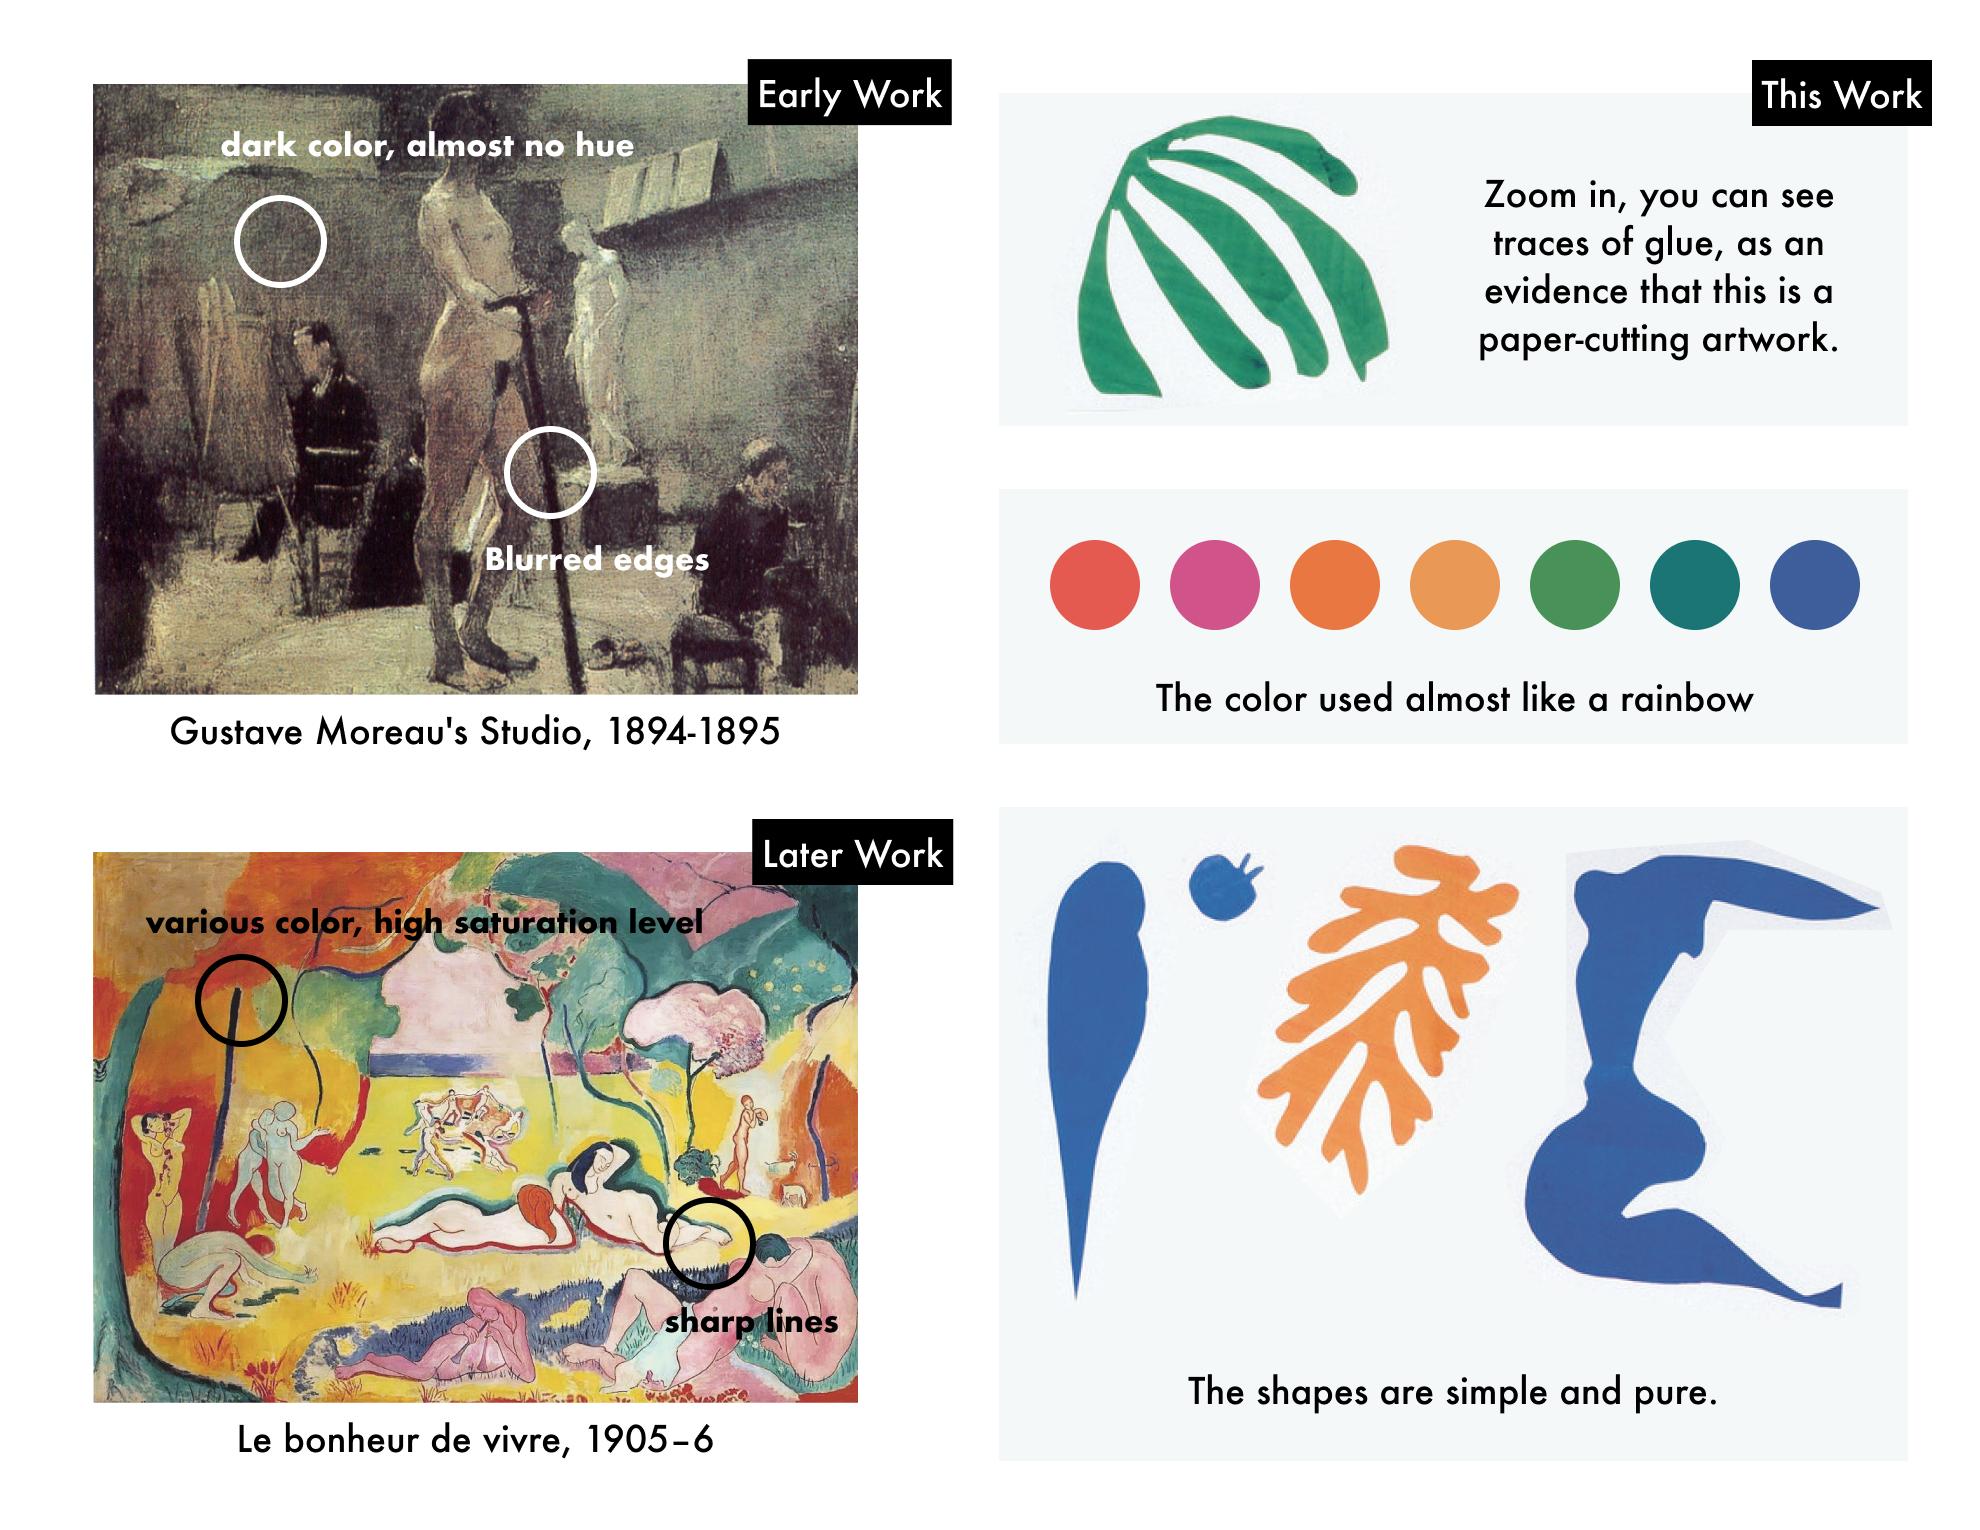 Early Work
dark color, almost no hue
Blurred edges
Gustave Moreau's Studio, 1894-1895
Later Work
various color, high saturation level
sharp lines
Le bonheur de vivre, 1905–6
This Work
Zoom in, you can see
traces of glue, as an
evidence that this is a
paper-cutting artwork.
The color used almost like a rainbow
The shapes are simple and pure.